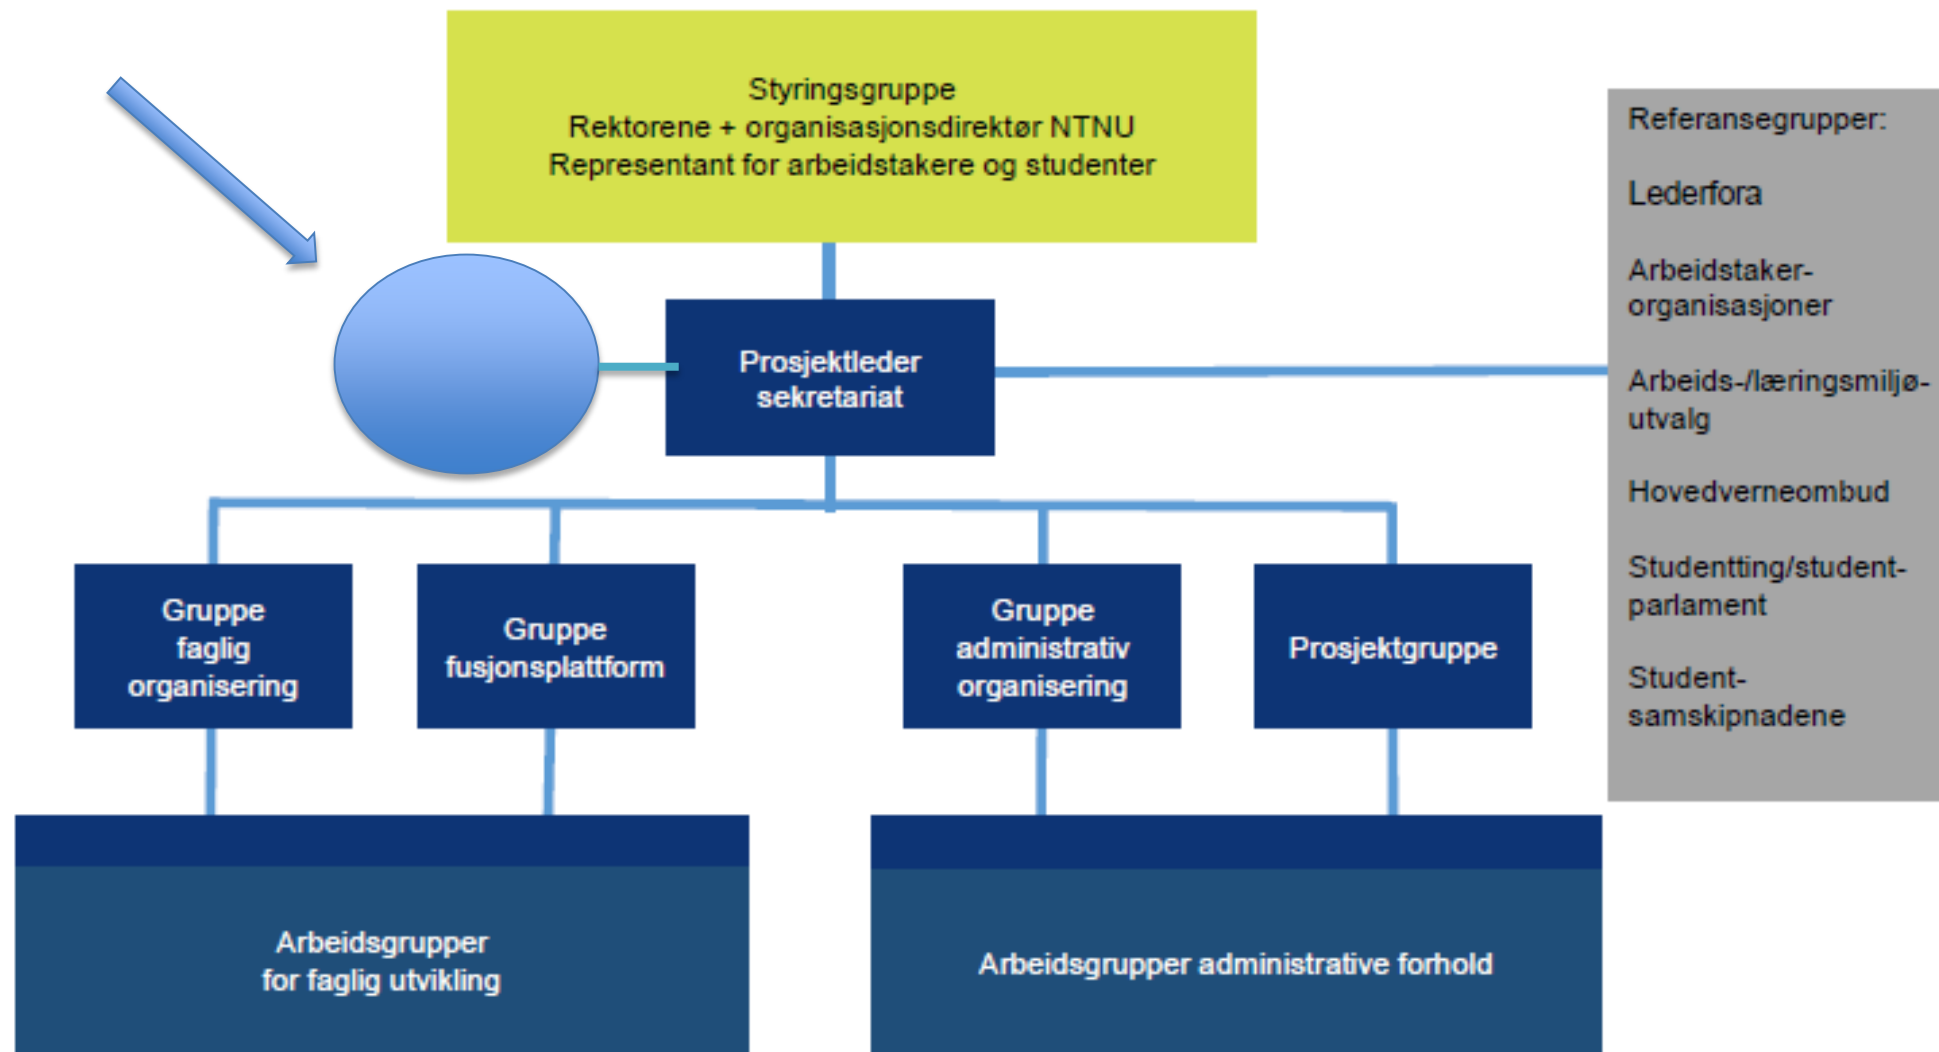 Styringsgruppe
Rektorene + organisasjonsdirektør NTNU
Representant for arbeidstakere og studenter
Prosjektleder
sekretariat
Referansegrupper:
Lederfora
Arbeidstaker-
organisasjoner
Arbeids-/læringsmiljø-
utvalg
Hovedverneombud
Studentting/student-
parlament
Student-
samskipnadene
Gruppe
faglig
organisering
Gruppe
fusjonsplattform
Gruppe
administrativ
organisering
Prosjektgruppe
Arbeidsgrupper
for faglig utvikling
Arbeidsgrupper administrative forhold